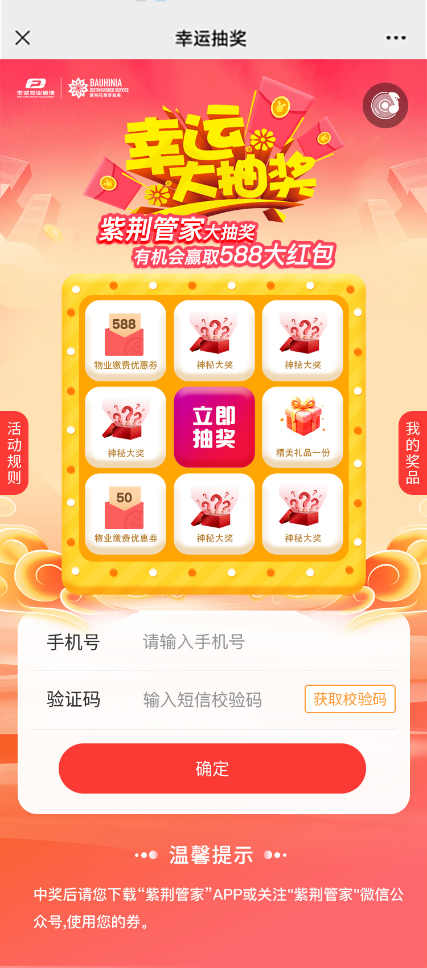 幸运抽奖
BAUHINIA
DISTINGUISHED SERVICE
幸运
大抽奖
紫荆管家大抽奖
有机会赢取588大红包
588
物业缴费优惠券
神秘大奖
神秘大奖
神秘大奖
立即
抽奖
精美礼品一份
50
物业缴费优惠券
神秘大奖
神秘大奖
活动规则
我的奖品
手机号
请输入手机号
验证码
输入短信校验码
获取校验码
确定
温馨提示
中奖后请您下载“紫荆管家”APP或关注"紫荆管家"微信公
众号,使用您的券。